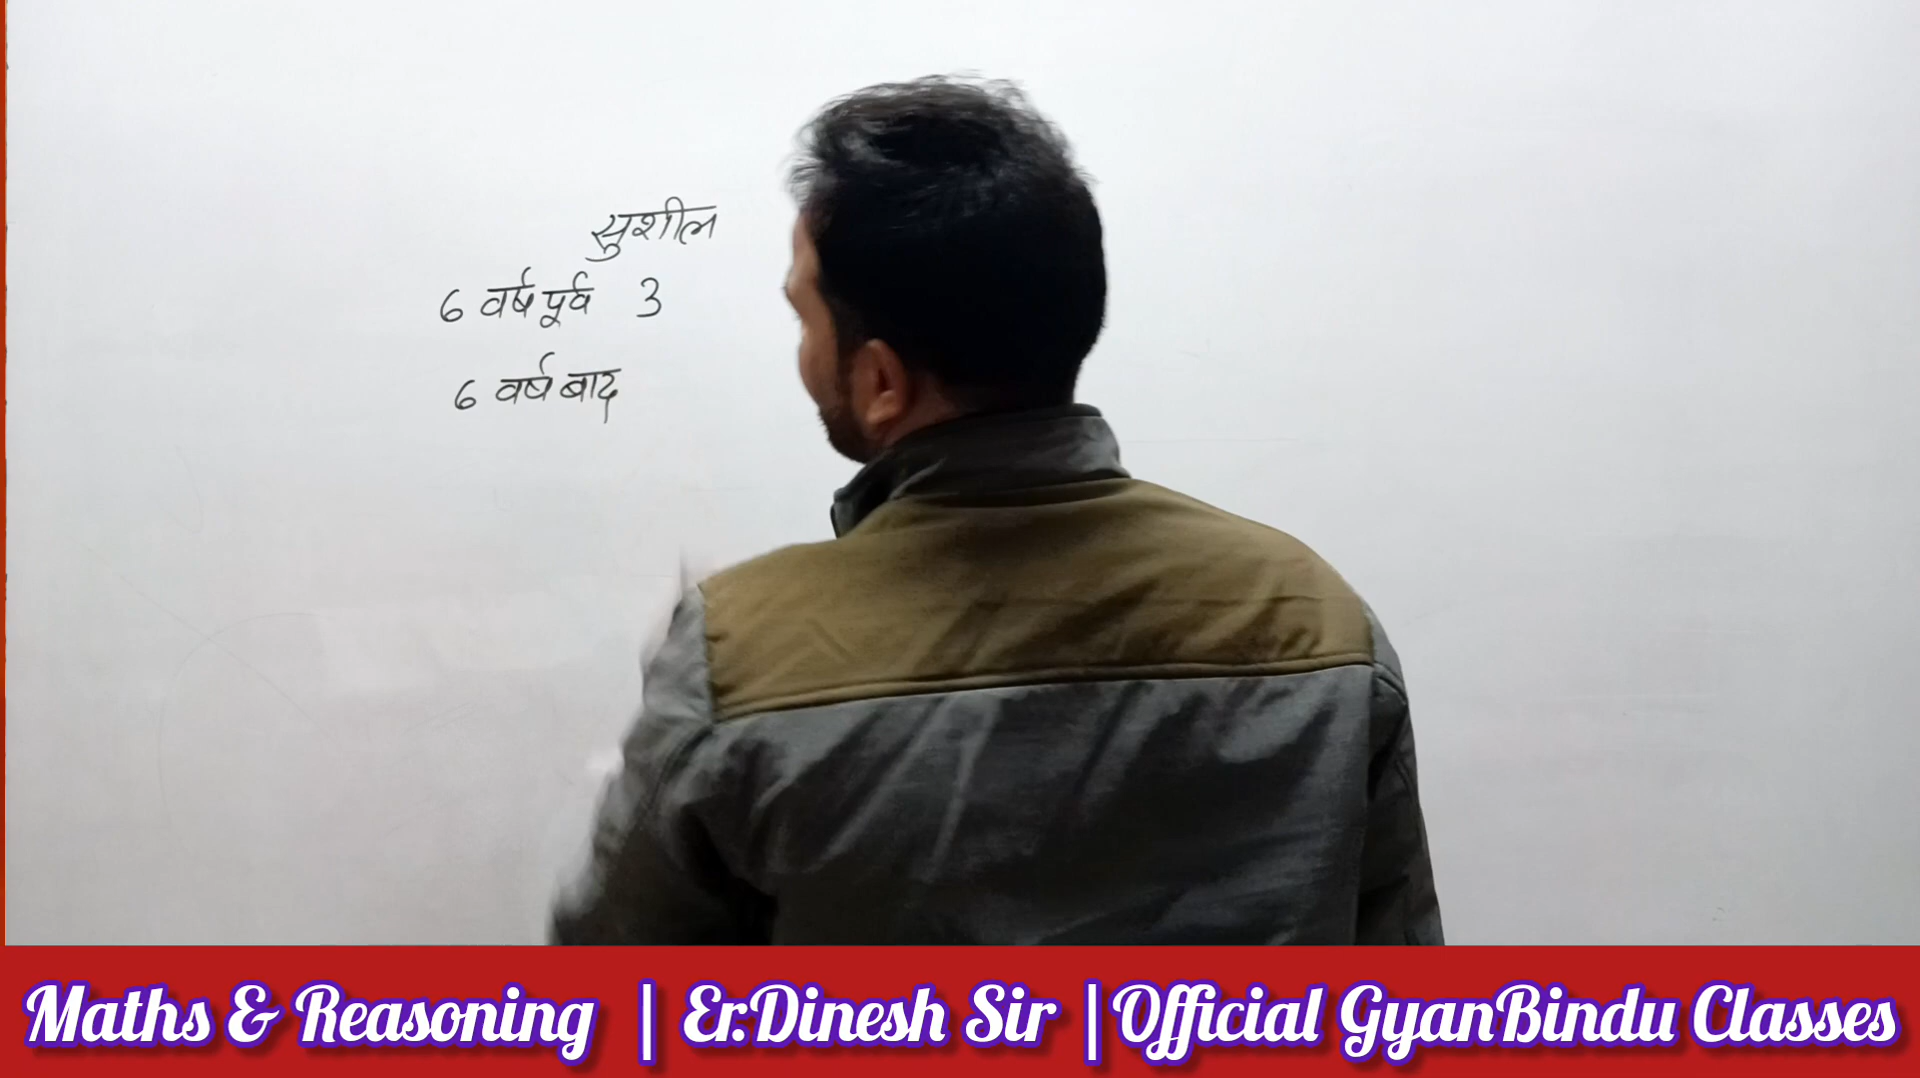 सुशील
6 वर्ष पूर्व 3
6 वर्ष बाद
Maths & Reasoning | Er.Dinesh Sir | Official GyanBindu Classes